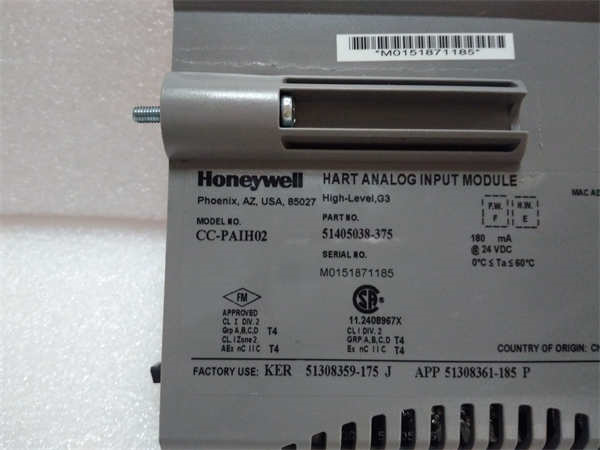 *M0151871185*
Honeywell
HART ANALOG INPUT MODULE
Phoenix, AZ, USA, 85027
High-Level,G3
MAC AD
MODEL NO.
PART NO.
F.W.
H.W.
CC-PAIH02
51405038-375
F
E
SERIAL NO.
180 mA
@ 24 VDC
M0151871185
0°C ≤ Ta ≤ 60°C
FM
SA
APPROVED
11.240B967X
CL I DIV. 2
CL I DIV. 2
Grp A,B,C,D T4
GRP A,B,C,D T4
CL.IZone2
AEx nC IIC T4
Ex nC IIC T4
COUNTRY OF ORIGIN: CH
FACTORY USE: KER 51308359-175 J APP 51308361-185 P